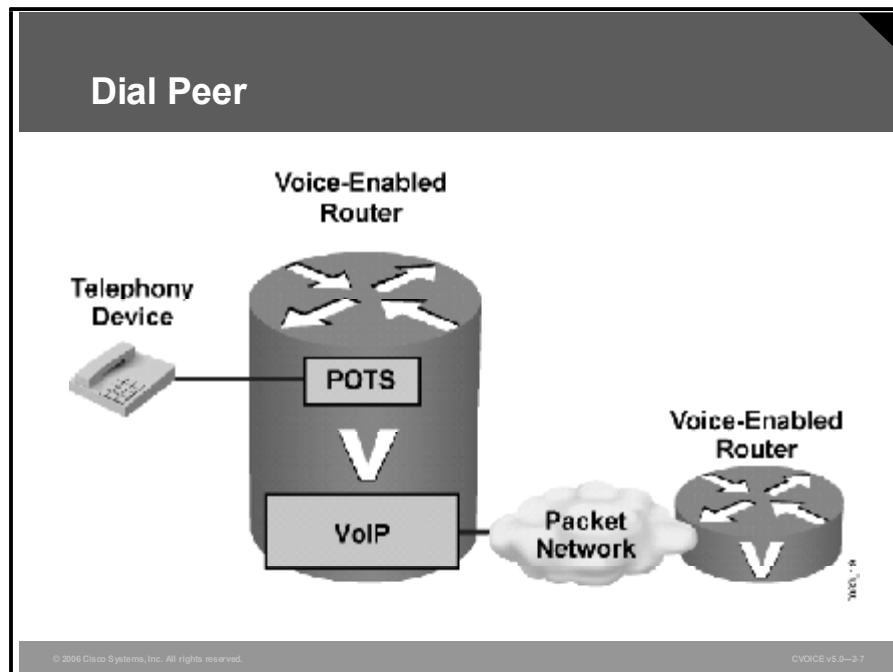 Dial Peer
Voice-Enabled
Router
Telephony
Device
POTS
V
VoIP
Packet
Network
Voice-Enabled
Router
V
© 2006 Cisco Systems, Inc. All rights reserved.
CVOICE v5.0—2-7